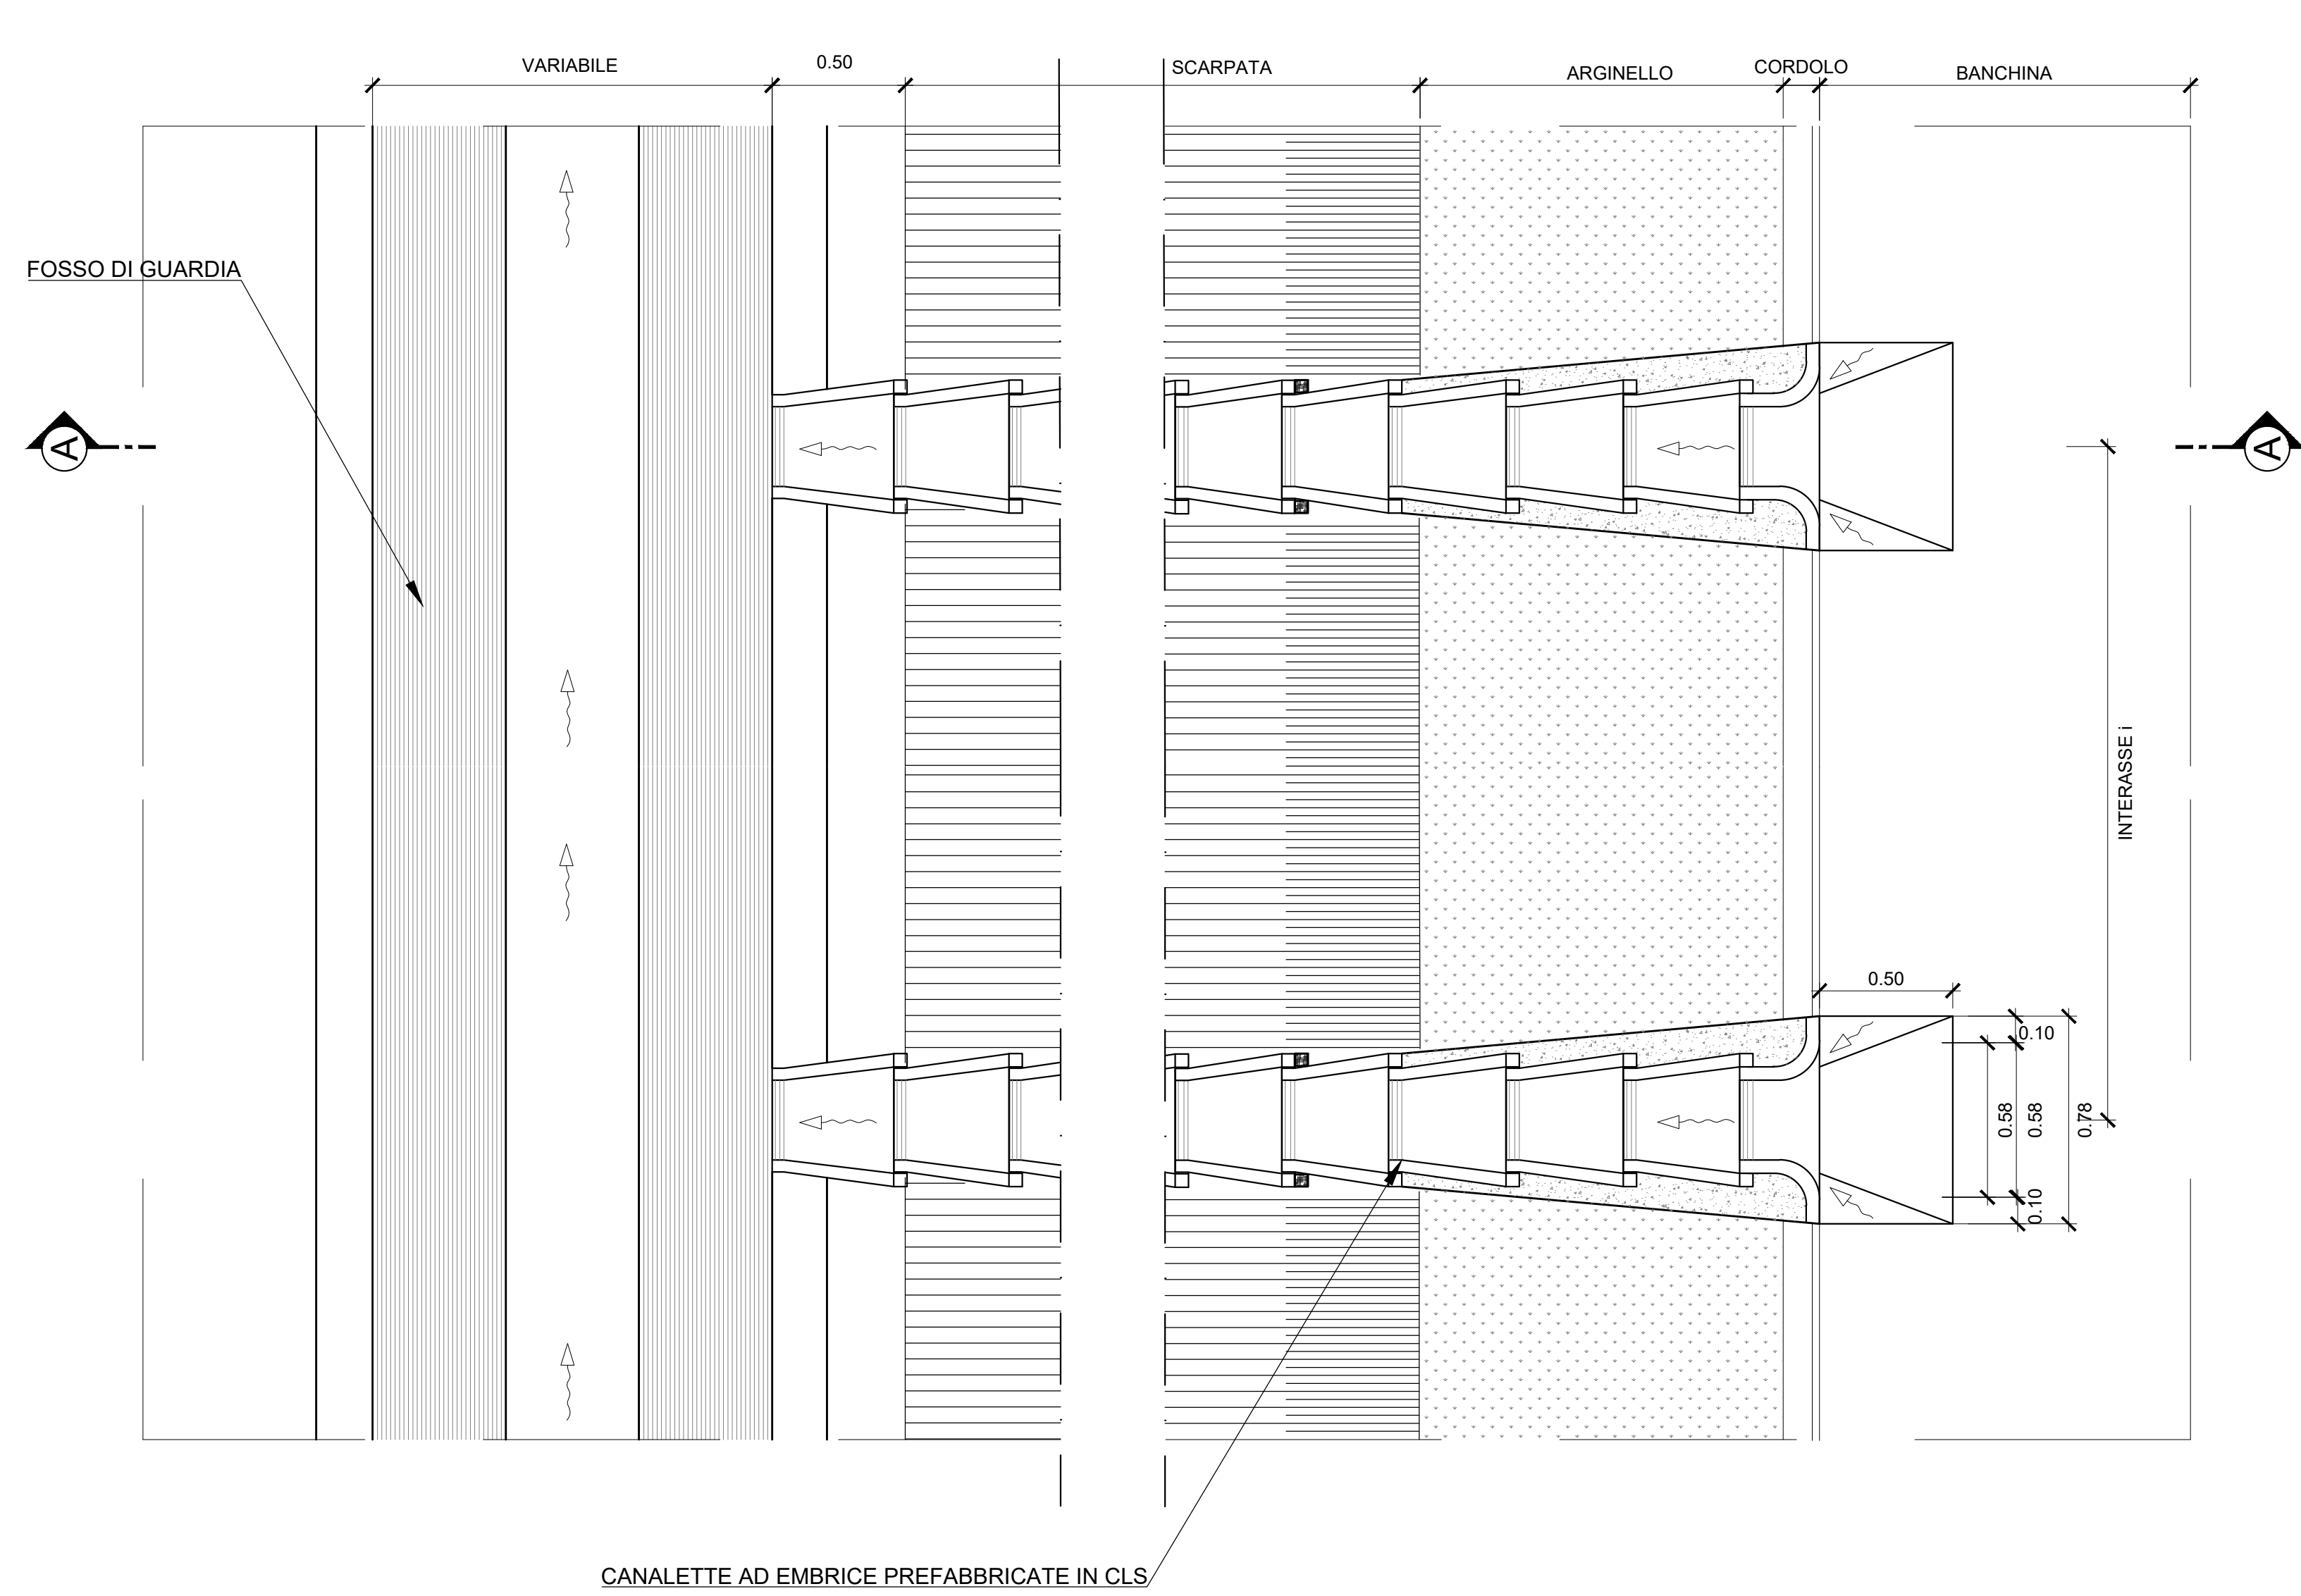 VARIABILE
0.50
SCARPATA
ARGINELLO
CORDOLO
BANCHINA
FOSSO DI GUARDIA
A
A
INTERASSE i
0.50
0.10
0.58
0.58
0.78
0.10
CANALETTE AD EMBRICE PREFABBRICATE IN CLS